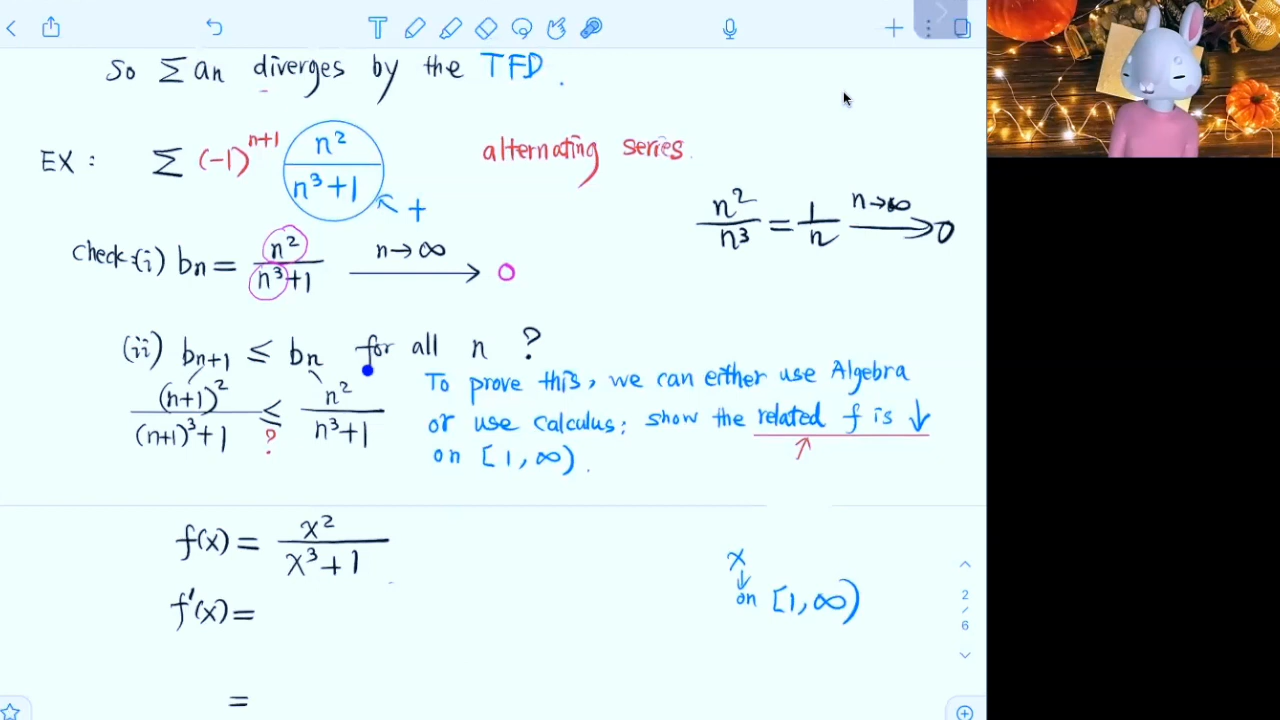 So Σ an diverges by the TFD.
EX : Σ (-1)^{n+1} n²/(n³+1) alternating series.
+
n²/n³ = 1/n n→∞ → 0
check: (i) bn = n²/(n³+1) n→∞ → 0
(ii) bn+1 ≤ bn for all n ?
(n+1)²/((n+1)³+1) ≤ n²/(n³+1)
?
To prove this, we can either use Algebra
or use calculus: show the related f is ↓
on [1, ∞).
f(x) = x²/(x³+1)
x
↓
on [1, ∞)
f'(x) =
=
2
/
6